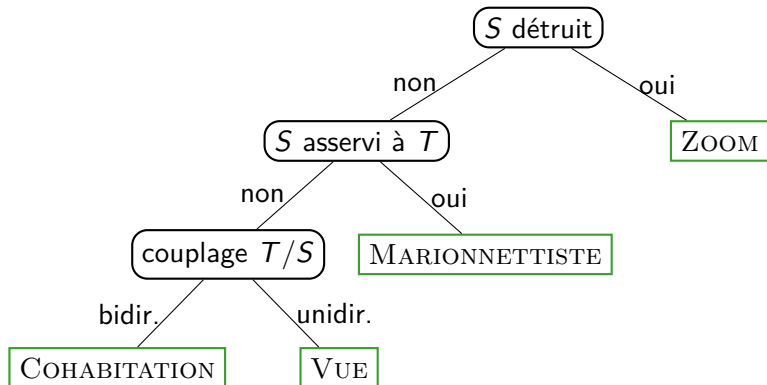 S détruit
non
oui
S asservi à T
ZOOM
non
oui
couplage T/S
MARIONNETTISTE
bidir.
unidir.
COHABITATION
VUE